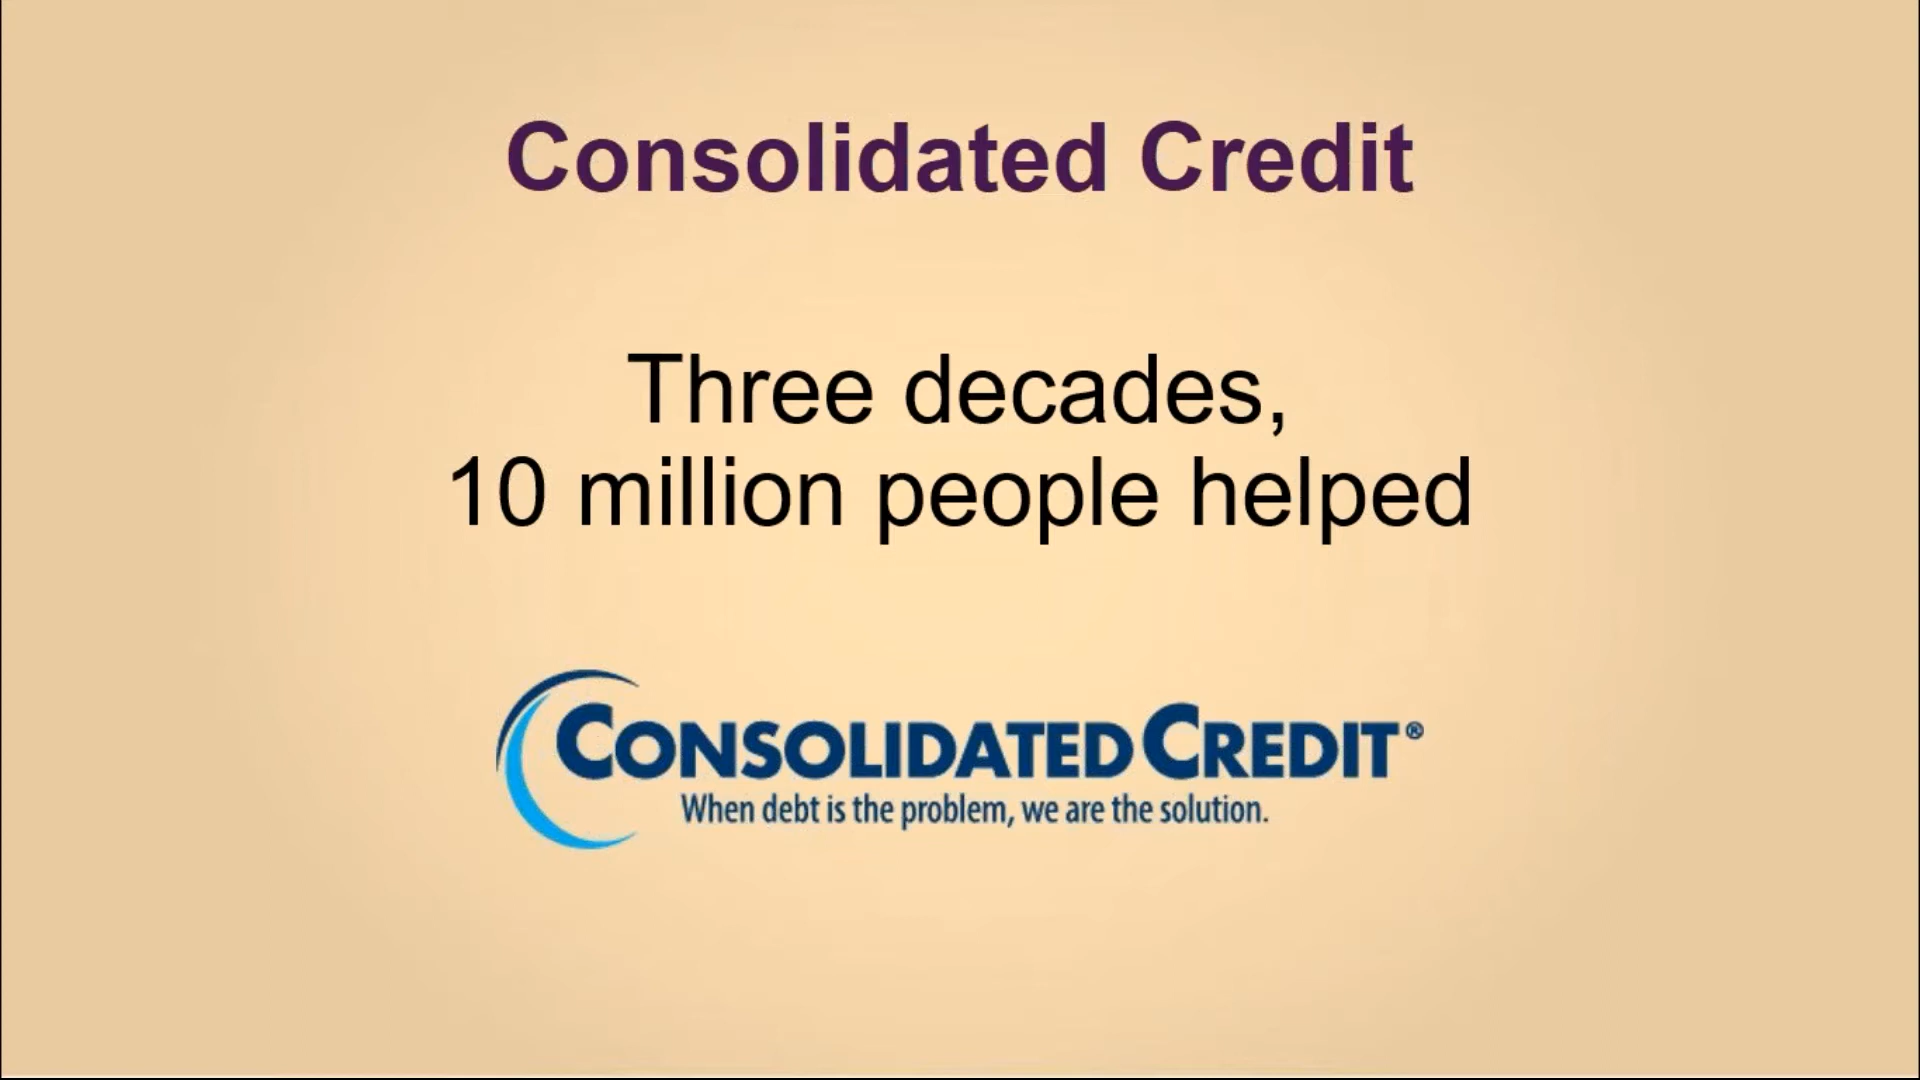 Consolidated Credit
Three decades,
10 million people helped
CONSOLIDATED CREDIT®
When debt is the problem, we are the solution.